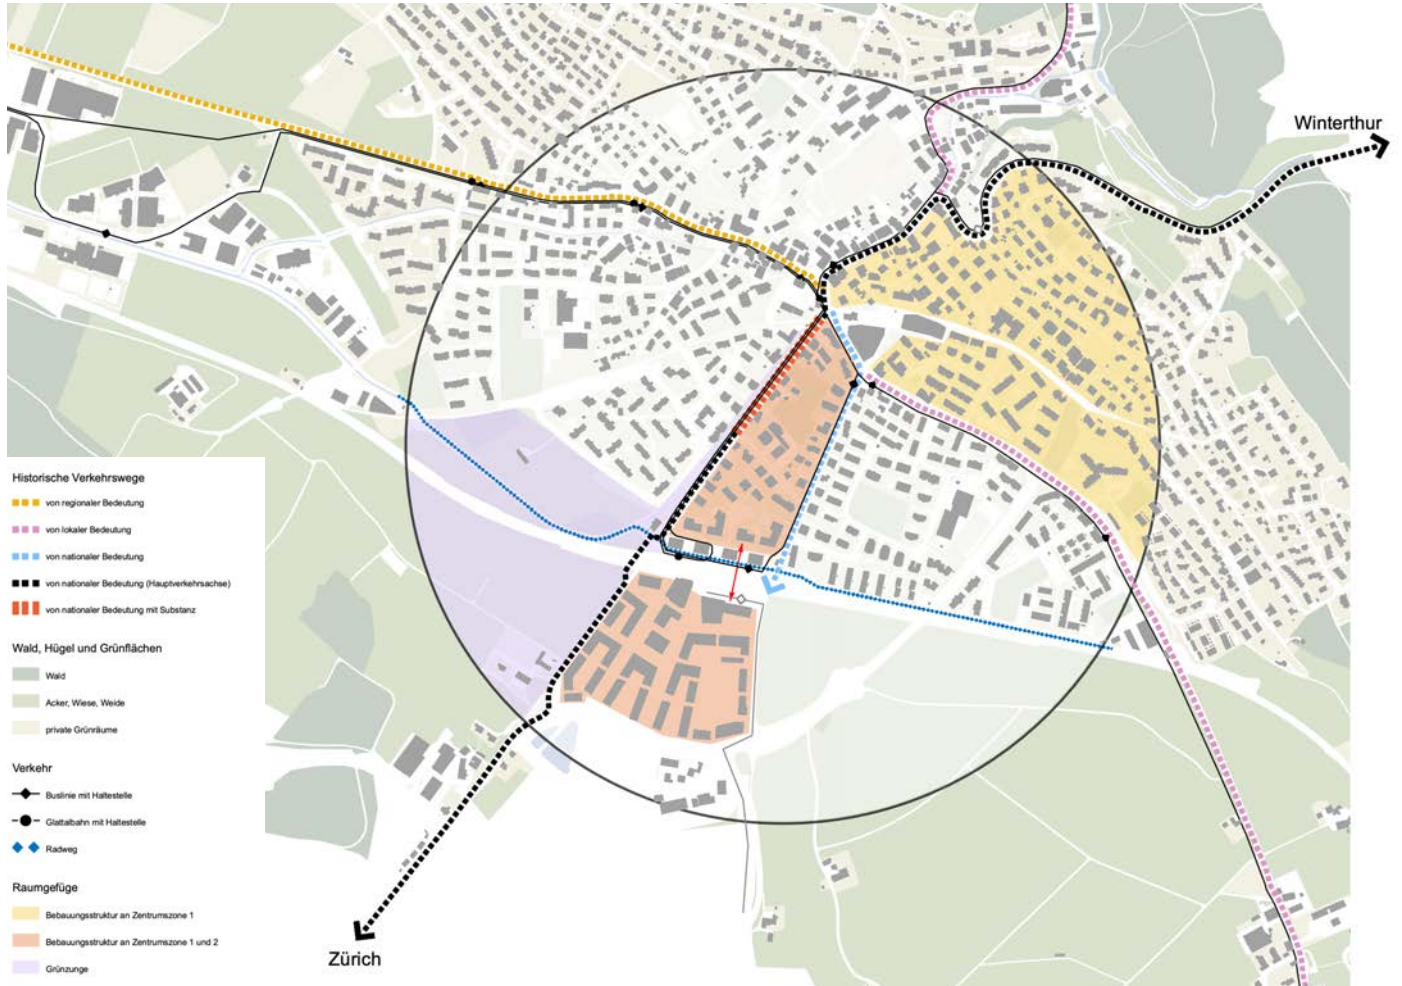 Winterthur
Historische Verkehrswege
von regionaler Bedeutung
von lokaler Bedeutung
von nationaler Bedeutung
von nationaler Bedeutung (Hauptverkehrsachse)
von nationaler Bedeutung mit Substanz
Wald, Hügel und Grünflächen
Wald
Acker, Wiese, Weide
private Grünräume
Verkehr
Buslinie mit Haltestelle
Glattalbahn mit Haltestelle
Radweg
Raumgefüge
Bebauungsstruktur an Zentrumszone 1
Bebauungsstruktur an Zentrumszone 1 und 2
Grünzunge
Zürich